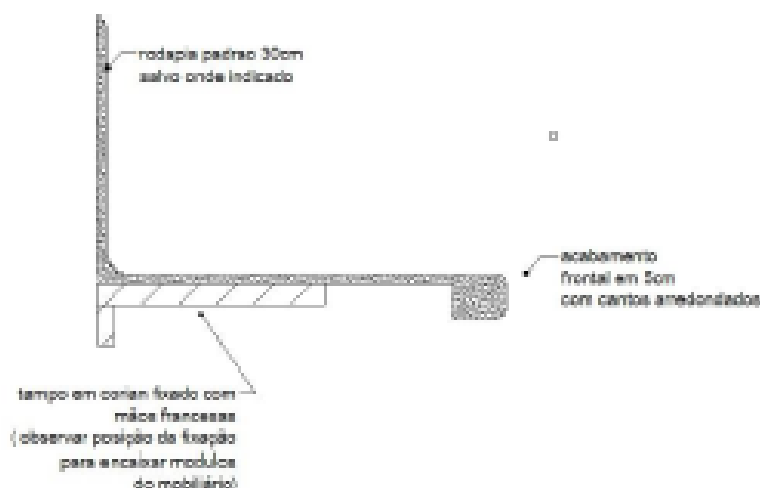 rodapia padrao 30cm
salvo onde indicado
acabamento
frontal em 5cm
com cantos arredondados
tampo em corian fixado com
mãos francesas
( observar posição da fixação
para encaixar modulos
do mobiliário)